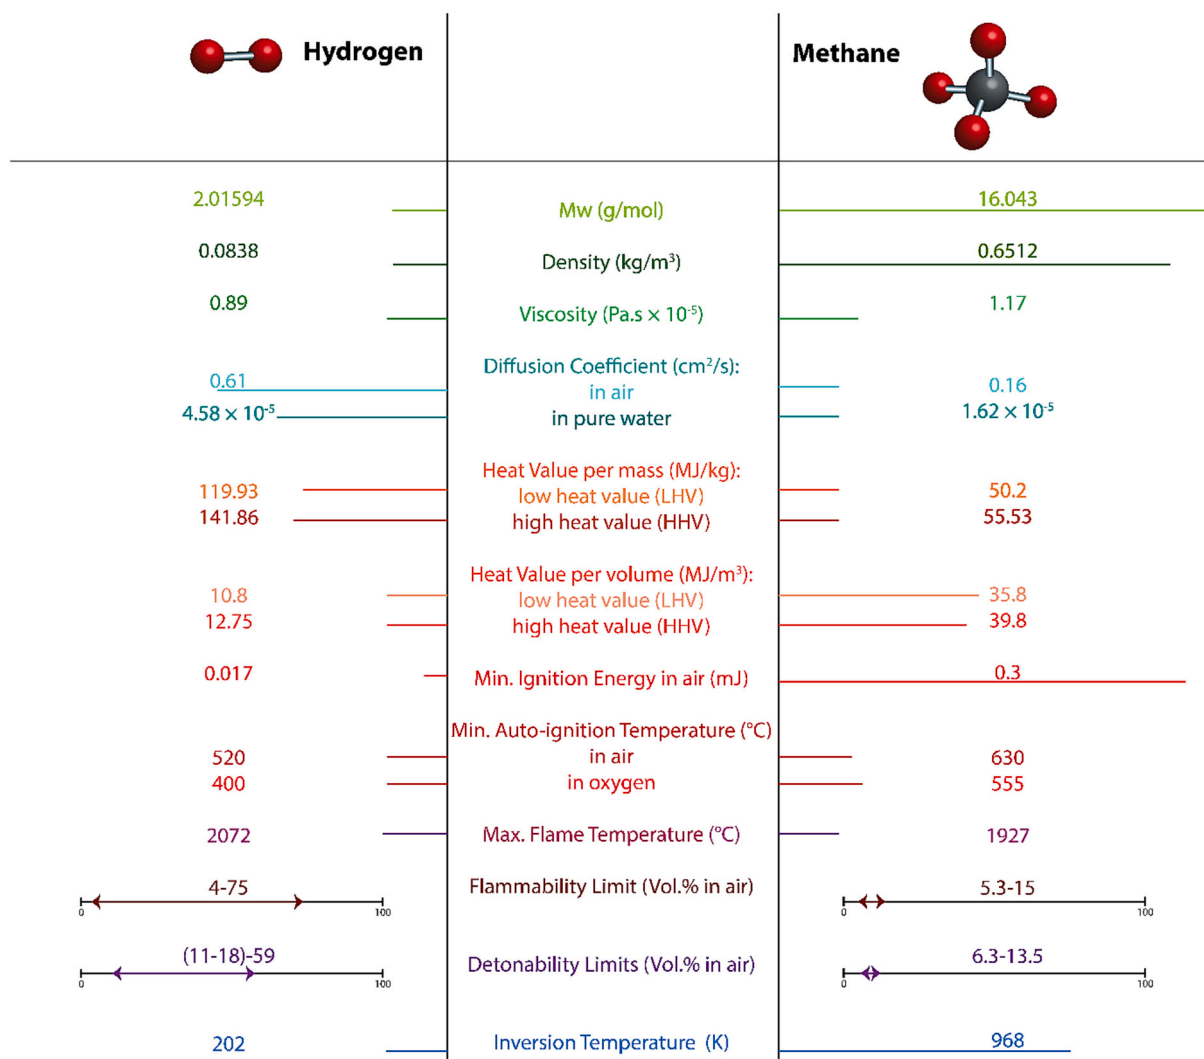 Hydrogen
Methane
2.01594 Mw (g/mol) 16.043
0.0838 Density (kg/m³) 0.6512
0.89 Viscosity (Pa.s × 10⁻⁵) 1.17
Diffusion Coefficient (cm²/s):
0.61 in air 0.16
4.58 × 10⁻⁵ in pure water 1.62 × 10⁻⁵
Heat Value per mass (MJ/kg):
119.93 low heat value (LHV) 50.2
141.86 high heat value (HHV) 55.53
Heat Value per volume (MJ/m³):
10.8 low heat value (LHV) 35.8
12.75 high heat value (HHV) 39.8
0.017 Min. Ignition Energy in air (mJ) 0.3
Min. Auto-ignition Temperature (°C)
520 in air 630
400 in oxygen 555
2072 Max. Flame Temperature (°C) 1927
4-75 Flammability Limit (Vol.% in air) 5.3-15
0 100 0 100
(11-18)-59 Detonability Limits (Vol.% in air) 6.3-13.5
0 100 0 100
202 Inversion Temperature (K) 968